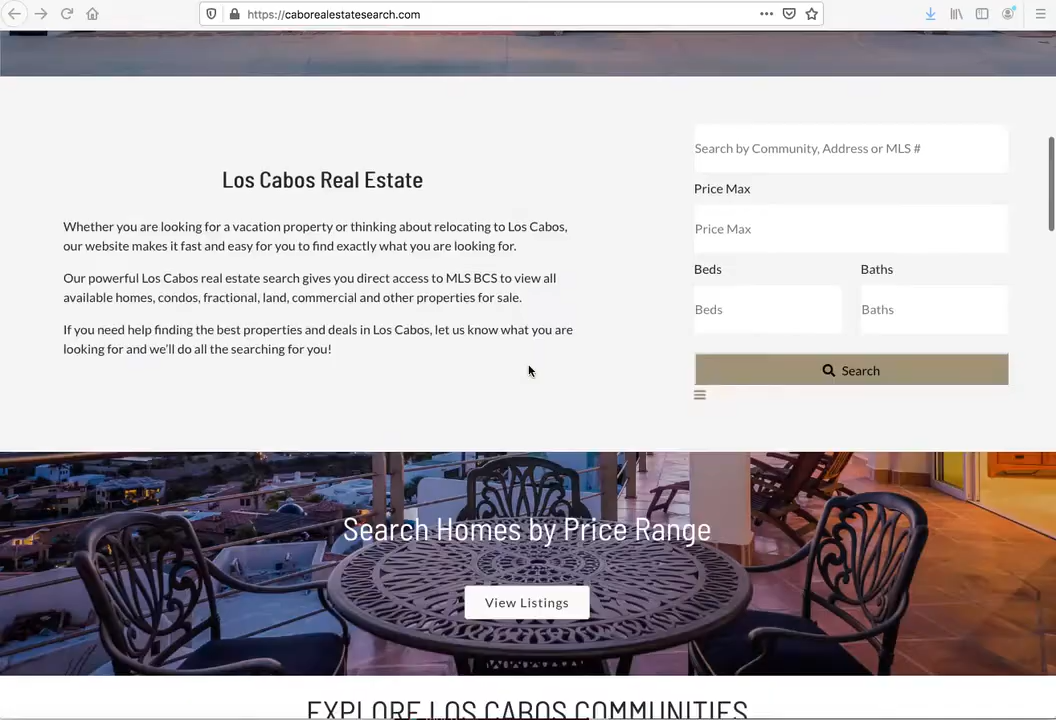 https://caborealestatesearch.com
Los Cabos Real Estate
Whether you are looking for a vacation property or thinking about relocating to Los Cabos,
our website makes it fast and easy for you to find exactly what you are looking for.
Our powerful Los Cabos real estate search gives you direct access to MLS BCS to view all
available homes, condos, fractional, land, commercial and other properties for sale.
If you need help finding the best properties and deals in Los Cabos, let us know what you are
looking for and we'll do all the searching for you!
Search by Community, Address or MLS #
Price Max
Price Max
Beds Baths
Beds Baths
Search
Search Homes by Price Range
View Listings
EXPLORE LOS CABOS COMMUNITIES